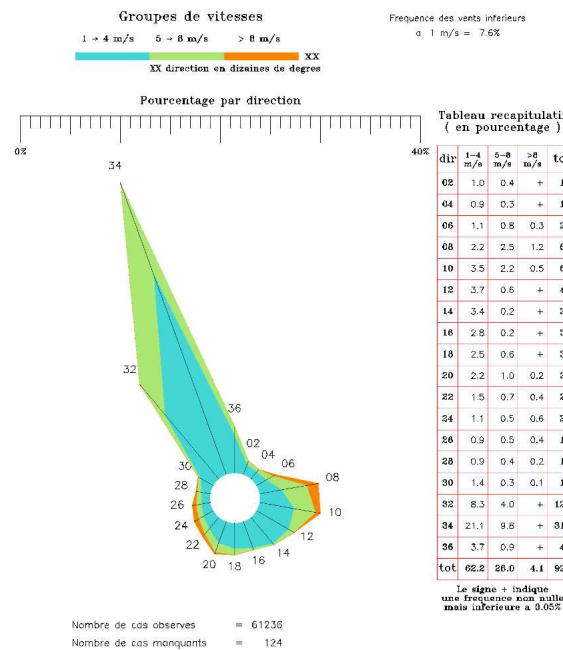 Groupes de vitesses
1 → 4 m/s 5 → 8 m/s > 8 m/s XX
XX direction en dizaines de degres
Frequence des vents inferieurs
a 1 m/s = 7.6%
Pourcentage par direction
0% 40%
34
32
36
30
28
26
24
22
20
18
16
14
12
10
08
06
04
02
Tableau recapitulati
( en pourcentage )
dir 1-4 m/s 5-8 m/s >8 m/s
02 1.0 0.4 +
04 0.9 0.3 +
06 1.1 0.8 0.3
08 2.2 2.5 1.2
10 3.5 2.2 0.5
12 3.7 0.6 +
14 3.4 0.2 +
16 2.8 0.2 +
18 2.5 0.6 +
20 2.2 1.0 0.2
22 1.5 0.7 0.4
24 1.1 0.5 0.6
26 0.9 0.5 0.4
28 0.9 0.4 0.2
30 1.4 0.3 0.1
32 8.3 4.0 +
34 21.1 9.8 +
36 3.7 0.9 +
tot 62.2 26.0 4.1
Le signe + indique
une frequence non nulle
mais inferieure a 0.05%
Nombre de cas observes = 61236
Nombre de cas manquants = 124